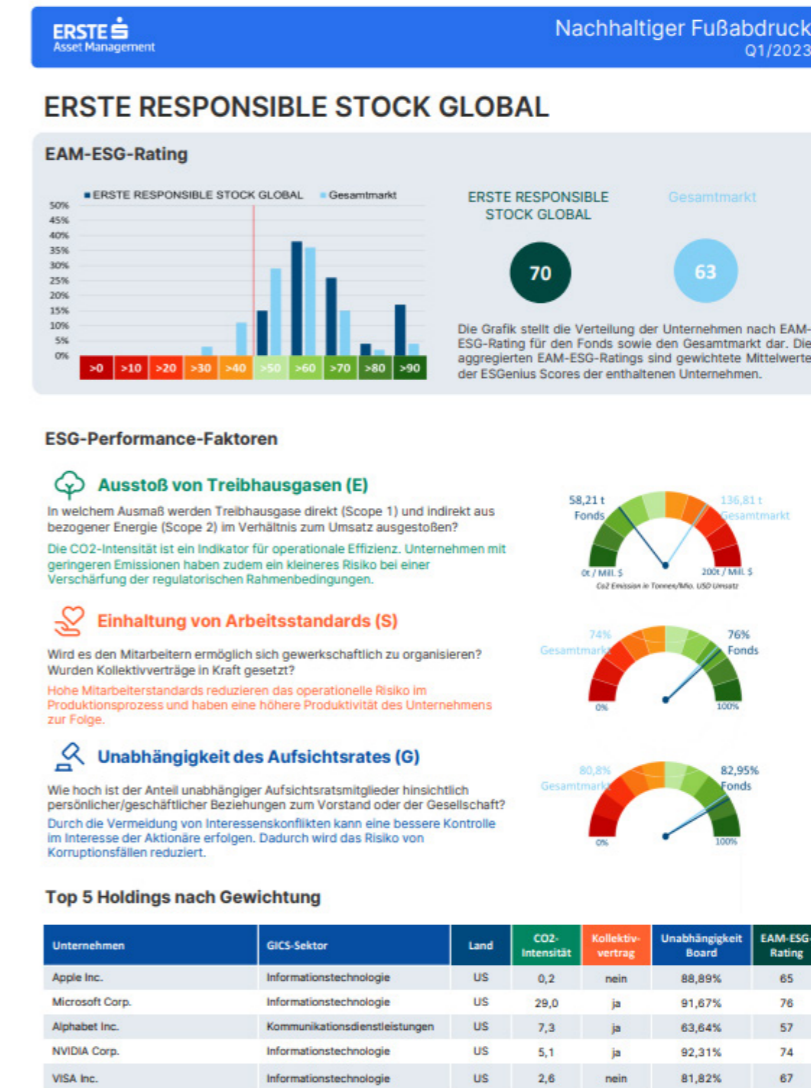 ERSTE
Asset Management
Nachhaltiger Fußabdruck
Q1/2023
ERSTE RESPONSIBLE STOCK GLOBAL
EAM-ESG-Rating
ERSTE RESPONSIBLE STOCK GLOBAL Gesamtmarkt
50%
45%
40%
35%
30%
25%
20%
15%
10%
5%
0%
>0 >10 >20 >30 >40 >50 >60 >70 >80 >90
ERSTE RESPONSIBLE
STOCK GLOBAL
Gesamtmarkt
70
63
Die Grafik stellt die Verteilung der Unternehmen nach EAM-
ESG-Rating für den Fonds sowie den Gesamtmarkt dar. Die
aggregierten EAM-ESG-Ratings sind gewichtete Mittelwerte
der ESGenius Scores der enthaltenen Unternehmen.
ESG-Performance-Faktoren
Ausstoß von Treibhausgasen (E)
In welchem Ausmaß werden Treibhausgase direkt (Scope 1) und indirekt aus
bezogener Energie (Scope 2) im Verhältnis zum Umsatz ausgestoßen?
Die CO2-Intensität ist ein Indikator für operationale Effizienz. Unternehmen mit
geringeren Emissionen haben zudem ein kleineres Risiko bei einer
Verschärfung der regulatorischen Rahmenbedingungen.
58,21 t
Fonds
136,81 t
Gesamtmarkt
0t / Mill. $
200t / Mill. $
Co2 Emission in Tonnen/Mio. USD Umsatz
Einhaltung von Arbeitsstandards (S)
Wird es den Mitarbeitern ermöglich sich gewerkschaftlich zu organisieren?
Wurden Kollektivverträge in Kraft gesetzt?
Hohe Mitarbeiterstandards reduzieren das operationelle Risiko im
Produktionsprozess und haben eine höhere Produktivität des Unternehmens
zur Folge.
74%
Gesamtmarkt
76%
Fonds
0%
100%
Unabhängigkeit des Aufsichtsrates (G)
Wie hoch ist der Anteil unabhängiger Aufsichtsratsmitglieder hinsichtlich
persönlicher/geschäftlicher Beziehungen zum Vorstand oder der Gesellschaft?
Durch die Vermeidung von Interessenskonflikten kann eine bessere Kontrolle
im Interesse der Aktionäre erfolgen. Dadurch wird das Risiko von
Korruptionsfällen reduziert.
80,8%
Gesamtmarkt
82,95%
Fonds
0%
100%
Top 5 Holdings nach Gewichtung
Unternehmen GICS-Sektor Land CO2-Intensität Kollektiv-vertrag Unabhängigkeit Board EAM-ESG-Rating
Apple Inc. Informationstechnologie US 0,2 nein 88,89% 65
Microsoft Corp. Informationstechnologie US 29,0 ja 91,67% 76
Alphabet Inc. Kommunikationsdienstleistungen US 7,3 ja 63,64% 57
NVIDIA Corp. Informationstechnologie US 5,1 ja 92,31% 74
VISA Inc. Informationstechnologie US 2,6 nein 81,82% 67